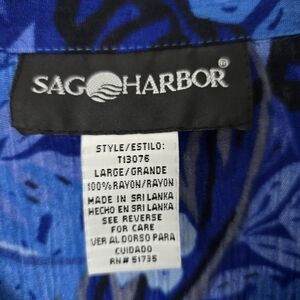 SAG HARBOR®
STYLE/ESTILO:
T13076
LARGE/GRANDE
100% RAYON/RAYON
MADE IN SRI LANKA
HECHO EN SRI LANKA
SEE REVERSE
FOR CARE
VER AL DORSO PARA
CUIDADO
RN# 51735